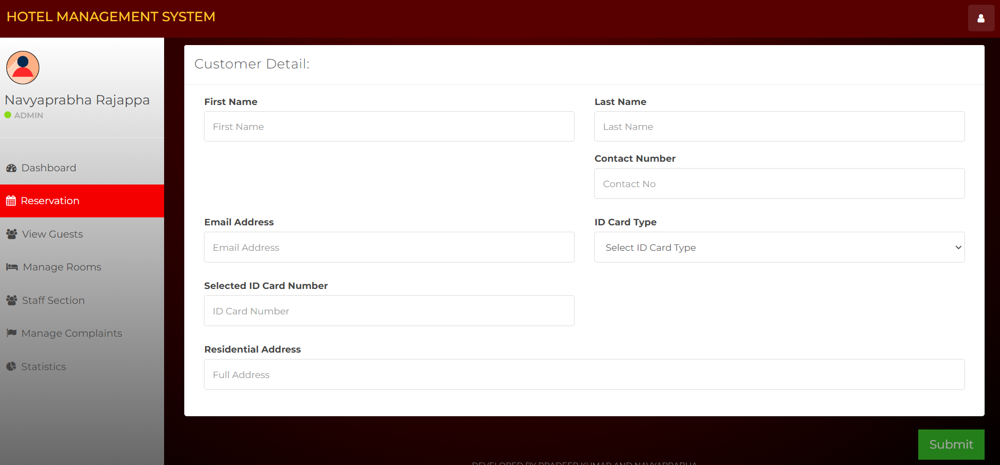 HOTEL MANAGEMENT SYSTEM
Navyaprabha Rajappa
ADMIN
Dashboard
Reservation
View Guests
Manage Rooms
Staff Section
Manage Complaints
Statistics
Customer Detail:
First Name
First Name
Last Name
Last Name
Contact Number
Contact No
Email Address
Email Address
ID Card Type
Select ID Card Type
Selected ID Card Number
ID Card Number
Residential Address
Full Address
Submit
DEVELOPED BY PRADEEP KUMAR AND NAVYAPRABHA